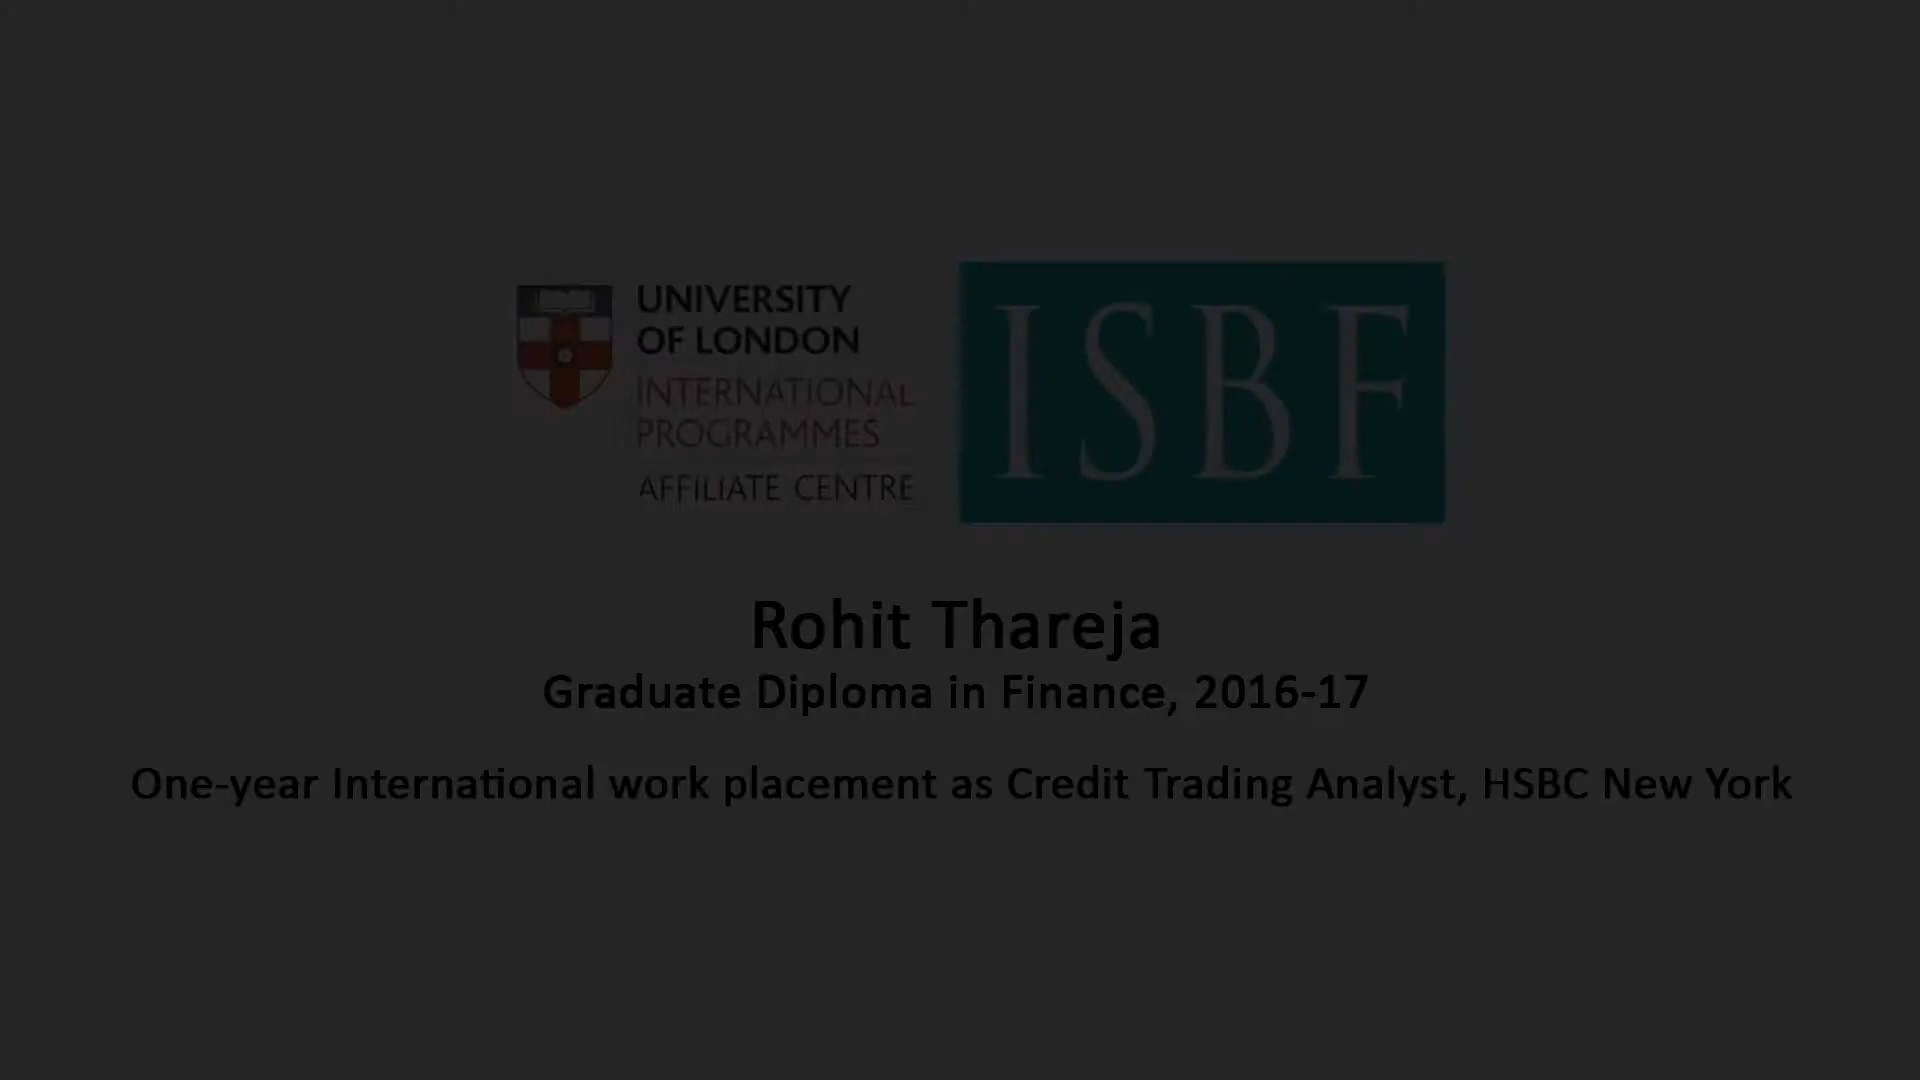 UNIVERSITY
OF LONDON
INTERNATIONAL
PROGRAMMES
AFFILIATE CENTRE
ISBF
Rohit Thareja
Graduate Diploma in Finance, 2016-17
One-year International work placement as Credit Trading Analyst, HSBC New York